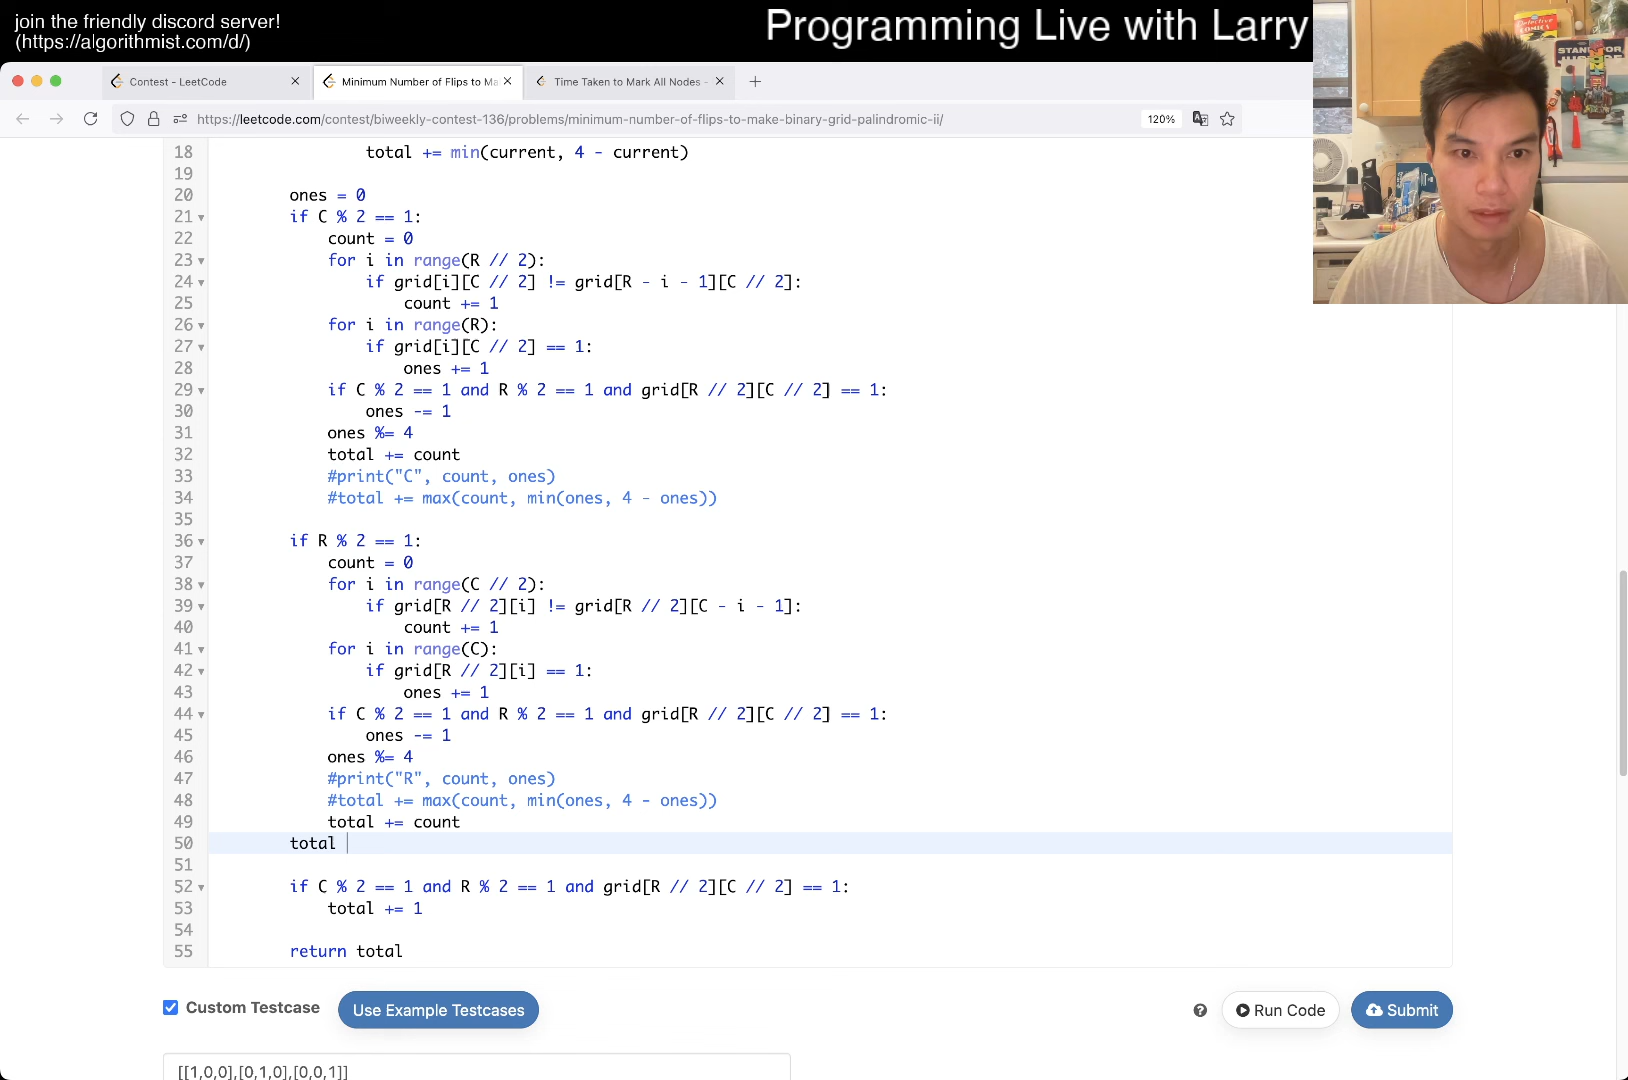 join the friendly discord server!
(https://algorithmist.com/d/)
Programming Live with Larry
Contest - LeetCode
Minimum Number of Flips to Ma
Time Taken to Mark All Nodes -
https://leetcode.com/contest/biweekly-contest-136/problems/minimum-number-of-flips-to-make-binary-grid-palindromic-ii/
120%
18 total += min(current, 4 - current)
19
20 ones = 0
21 if C % 2 == 1:
22 count = 0
23 for i in range(R // 2):
24 if grid[i][C // 2] != grid[R - i - 1][C // 2]:
25 count += 1
26 for i in range(R):
27 if grid[i][C // 2] == 1:
28 ones += 1
29 if C % 2 == 1 and R % 2 == 1 and grid[R // 2][C // 2] == 1:
30 ones -= 1
31 ones %= 4
32 total += count
33 #print("C", count, ones)
34 #total += max(count, min(ones, 4 - ones))
35
36 if R % 2 == 1:
37 count = 0
38 for i in range(C // 2):
39 if grid[R // 2][i] != grid[R // 2][C - i - 1]:
40 count += 1
41 for i in range(C):
42 if grid[R // 2][i] == 1:
43 ones += 1
44 if C % 2 == 1 and R % 2 == 1 and grid[R // 2][C // 2] == 1:
45 ones -= 1
46 ones %= 4
47 #print("R", count, ones)
48 #total += max(count, min(ones, 4 - ones))
49 total += count
50 total
51
52 if C % 2 == 1 and R % 2 == 1 and grid[R // 2][C // 2] == 1:
53 total += 1
54
55 return total
Custom Testcase
Use Example Testcases
Run Code
Submit
[[1,0,0],[0,1,0],[0,0,1]]